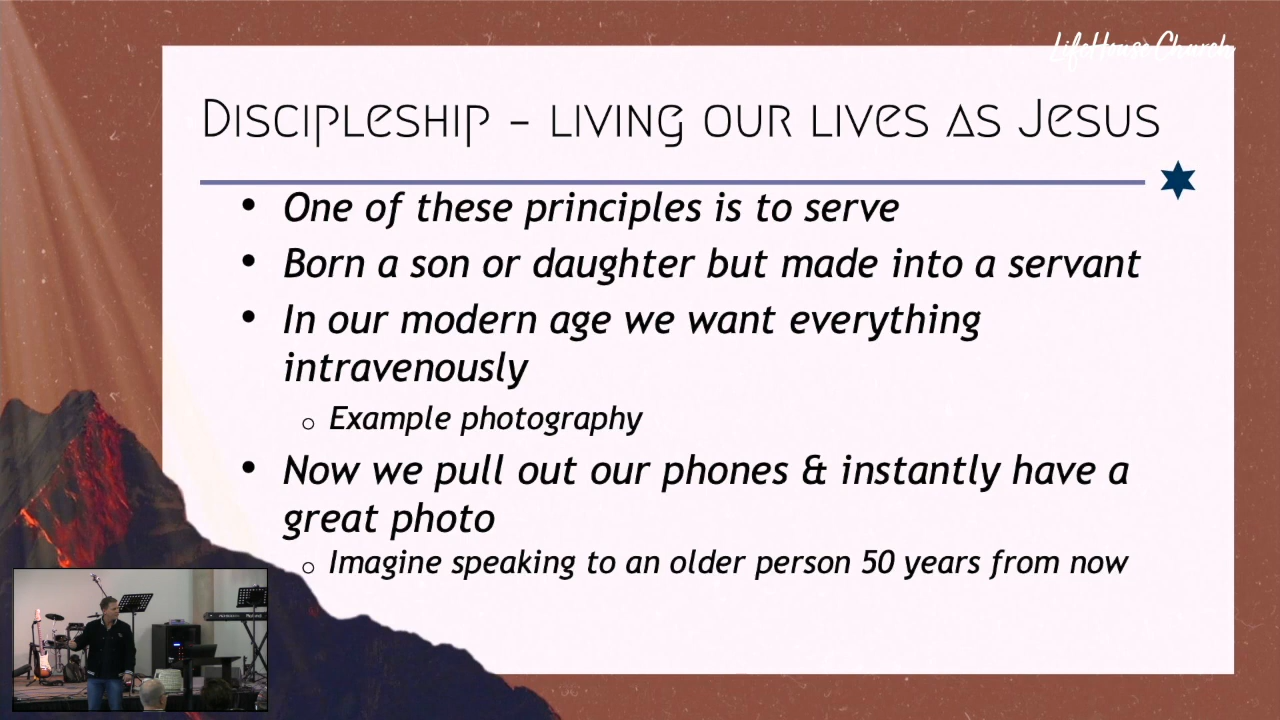 LifeHouse Church
Discipleship – living our lives as Jesus
• One of these principles is to serve
• Born a son or daughter but made into a servant
• In our modern age we want everything
intravenously
o Example photography
• Now we pull out our phones & instantly have a
great photo
o Imagine speaking to an older person 50 years from now